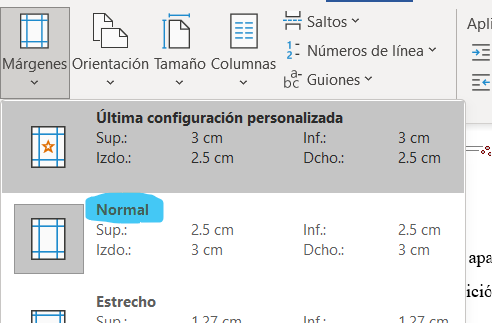 Saltos
Apli
Números de línea
Márgenes Orientación Tamaño Columnas
a-
bc Guiones
Última configuración personalizada
Sup.: 3 cm Inf.: 3 cm
Izdo.: 2.5 cm Dcho.: 2.5 cm
Normal
Sup.: 2.5 cm Inf.: 2.5 cm
Izdo.: 3 cm Dcho.: 3 cm
apa
ició
Estrecho
Sup.: 1.27 cm Inf.: 1.27 cm